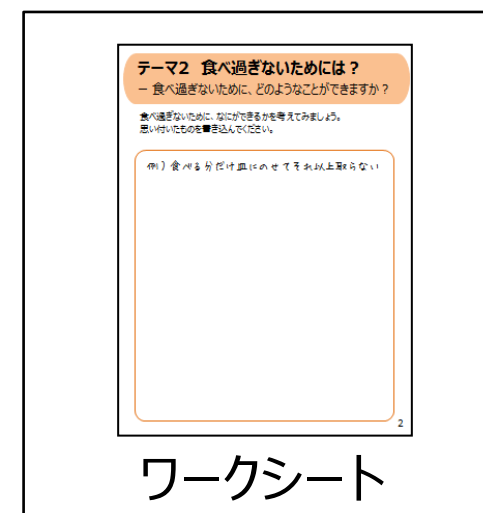 テーマ2 食べ過ぎないためには？
－ 食べ過ぎないために、どのようなことができますか？
食べ過ぎないために、なにができるかを考えてみましょう。
思い付いたものを書き込んでください。
例）食べる分だけ皿にのせてそれ以上取らない
2
ワークシート